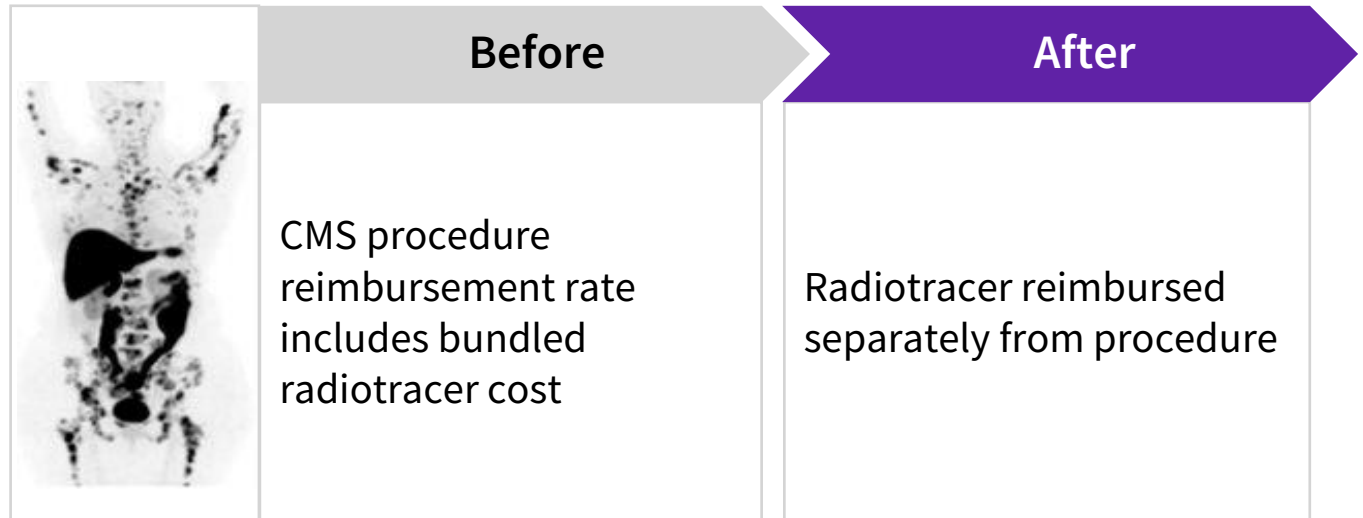 Before
After
CMS procedure
reimbursement rate
includes bundled
radiotracer cost
Radiotracer reimbursed
separately from procedure